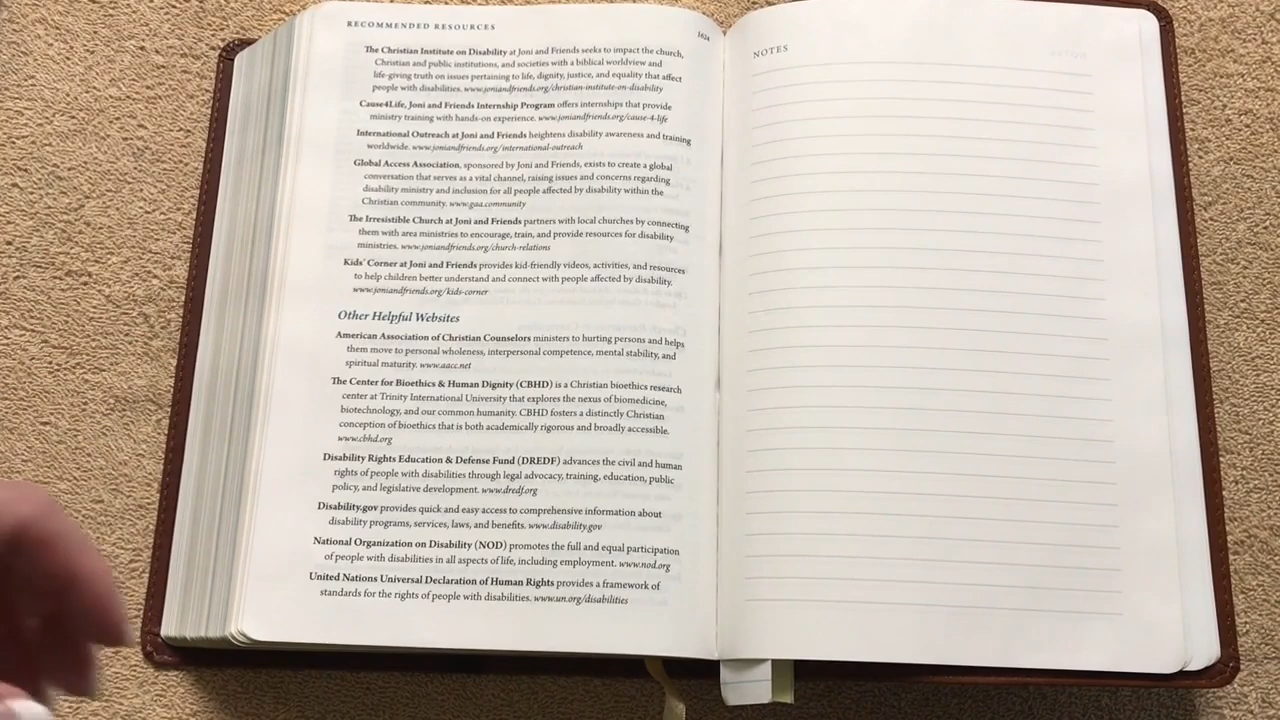 RECOMMENDED RESOURCES
1624
The Christian Institute on Disability at Joni and Friends seeks to impact the church,
Christian and public institutions, and societies with a biblical worldview and
life-giving truth on issues pertaining to life, dignity, justice, and equality that affect
people with disabilities. www.joniandfriends.org/christian-institute-on-disability
Cause4Life, Joni and Friends Internship Program offers internships that provide
ministry training with hands-on experience. www.joniandfriends.org/cause-4-life
International Outreach at Joni and Friends heightens disability awareness and training
worldwide. www.joniandfriends.org/international-outreach
Global Access Association, sponsored by Joni and Friends, exists to create a global
conversation that serves as a vital channel, raising issues and concerns regarding
disability ministry and inclusion for all people affected by disability within the
Christian community. www.gaa.community
The Irresistible Church at Joni and Friends partners with local churches by connecting
them with area ministries to encourage, train, and provide resources for disability
ministries. www.joniandfriends.org/church-relations
Kids' Corner at Joni and Friends provides kid-friendly videos, activities, and resources
to help children better understand and connect with people affected by disability.
www.joniandfriends.org/kids-corner
Other Helpful Websites
American Association of Christian Counselors ministers to hurting persons and helps
them move to personal wholeness, interpersonal competence, mental stability, and
spiritual maturity. www.aacc.net
The Center for Bioethics & Human Dignity (CBHD) is a Christian bioethics research
center at Trinity International University that explores the nexus of biomedicine,
biotechnology, and our common humanity. CBHD fosters a distinctly Christian
conception of bioethics that is both academically rigorous and broadly accessible.
www.cbhd.org
Disability Rights Education & Defense Fund (DREDF) advances the civil and human
rights of people with disabilities through legal advocacy, training, education, public
policy, and legislative development. www.dredf.org
Disability.gov provides quick and easy access to comprehensive information about
disability programs, services, laws, and benefits. www.disability.gov
National Organization on Disability (NOD) promotes the full and equal participation
of people with disabilities in all aspects of life, including employment. www.nod.org
United Nations Universal Declaration of Human Rights provides a framework of
standards for the rights of people with disabilities. www.un.org/disabilities
NOTES